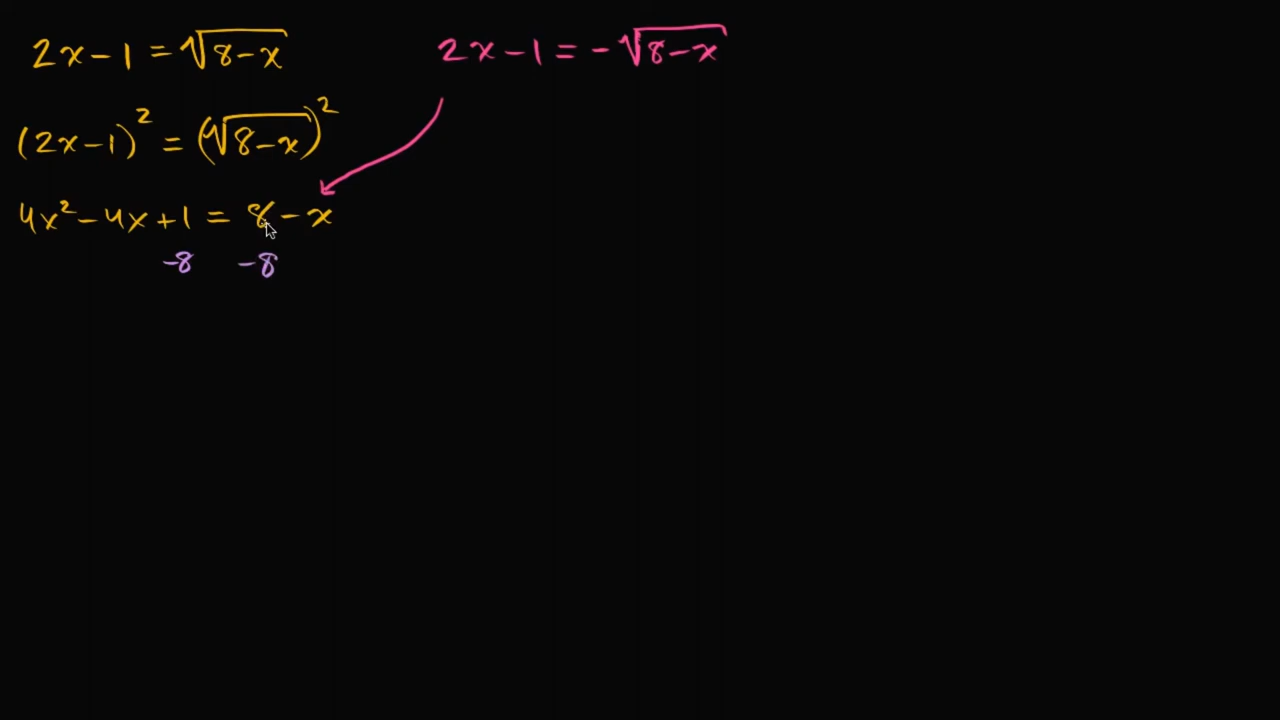 2x-1 = √(8-x)
2x-1 = -√(8-x)
(2x-1)² = (√(8-x))²
4x²-4x+1 = 8-x
-8 -8